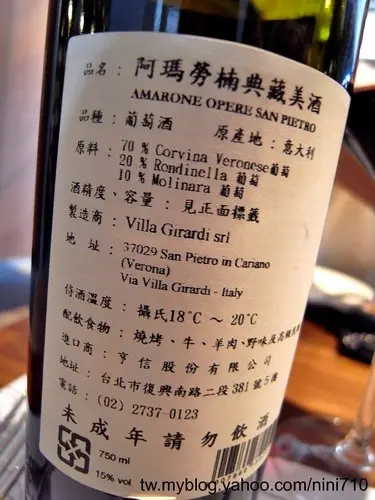 品名：阿瑪勞楠典藏美酒
AMARONE OPERE SAN PIETRO
品種：葡萄酒 原產地：意大利
原料：70 % Corvina Veronese葡萄
20 % Rondinella 葡萄
10 % Molinara 葡萄
酒精度、容量：見正面標籤
製造商：Villa Girardi srl
地 址：37029 San Pietro in Cariano
(Verona)
Via Villa Girardi - Italy
待酒溫度：攝氏18°C ～ 20°C
配飲食物：燒烤、牛、羊肉、野味及高級
進口商：亨信股份有限公司
地址：台北市復興南路二段381號5樓
電話：(02) 2737-0123
未成年請勿飲酒
750 ml
15% vol.
tw.myblog.yahoo.com/nini710